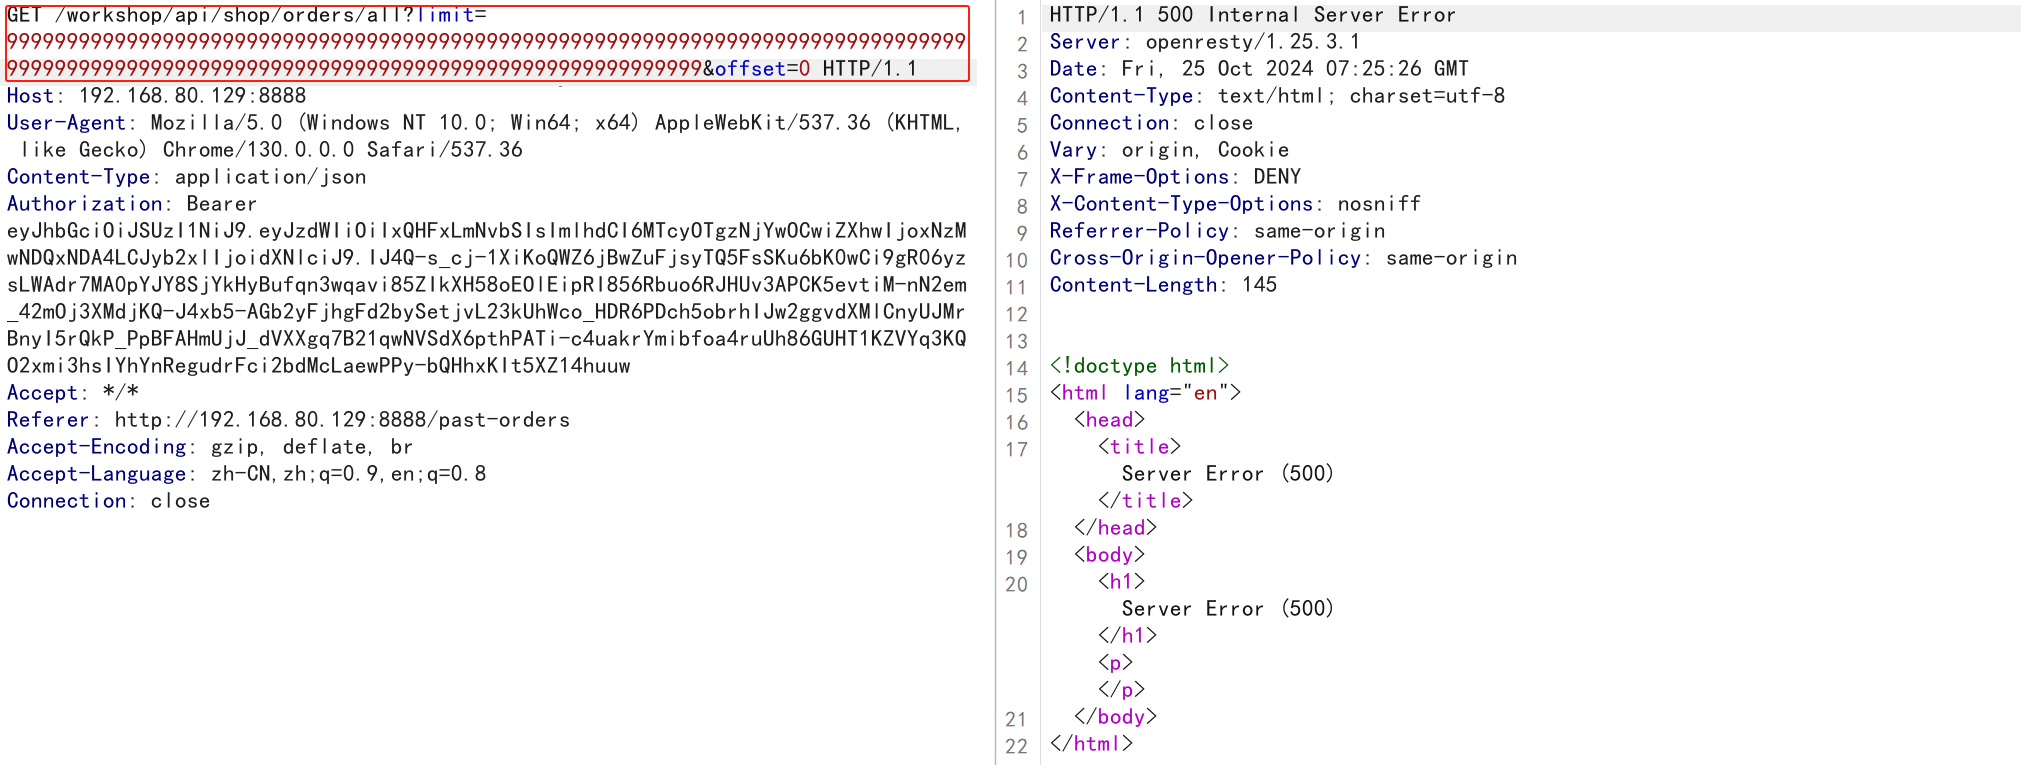 GET /workshop/api/shop/orders/all?limit=
99999999999999999999999999999999999999999999999999999999999999999999999999999999
9999999999999999999999999999999999999999999999999999999999&offset=0 HTTP/1.1
Host: 192.168.80.129:8888
User-Agent: Mozilla/5.0 (Windows NT 10.0; Win64; x64) AppleWebKit/537.36 (KHTML,
like Gecko) Chrome/130.0.0.0 Safari/537.36
Content-Type: application/json
Authorization: Bearer
eyJhbGciOiJSUzI1NiJ9.eyJzdWIiOiIxQHFxLmNvbSIsImlhdCI6MTcyOTgzNjYwOCwiZXhwIjoxNzM
wNDQxNDA4LCJyb2xlIjoidXNlciJ9.IJ4Q-s_cj-1XiKoQWZ6jBwZuFjsyTQ5FsSKu6bKOwCi9gRO6yz
sLWAdr7MA0pYJY8SjYkHyBufqn3wqavi85ZIkXH58oEOlEipRI856Rbuo6RJHUv3APCK5evtiM-nN2em
_42mOj3XMdjKQ-J4xb5-AGb2yFjhgFd2bySetjvL23kUhWco_HDR6PDch5obrhIJw2ggvdXMlCnyUJMr
BnyI5rQkP_PpBFAHmUjJ_dVXXgq7B21qwNVSdX6pthPATi-c4uakrYmibfoa4ruUh86GUHT1KZVYq3KQ
O2xmi3hsIYhYnRegudrFci2bdMcLaewPPy-bQHhxKIt5XZ14huuw
Accept: */*
Referer: http://192.168.80.129:8888/past-orders
Accept-Encoding: gzip, deflate, br
Accept-Language: zh-CN,zh;q=0.9,en;q=0.8
Connection: close
1 HTTP/1.1 500 Internal Server Error
2 Server: openresty/1.25.3.1
3 Date: Fri, 25 Oct 2024 07:25:26 GMT
4 Content-Type: text/html; charset=utf-8
5 Connection: close
6 Vary: origin, Cookie
7 X-Frame-Options: DENY
8 X-Content-Type-Options: nosniff
9 Referrer-Policy: same-origin
10 Cross-Origin-Opener-Policy: same-origin
11 Content-Length: 145
12
13
14 <!doctype html>
15 <html lang="en">
16 <head>
17 <title>
Server Error (500)
</title>
18 </head>
19 <body>
20 <h1>
Server Error (500)
</h1>
<p>
</p>
21 </body>
22 </html>